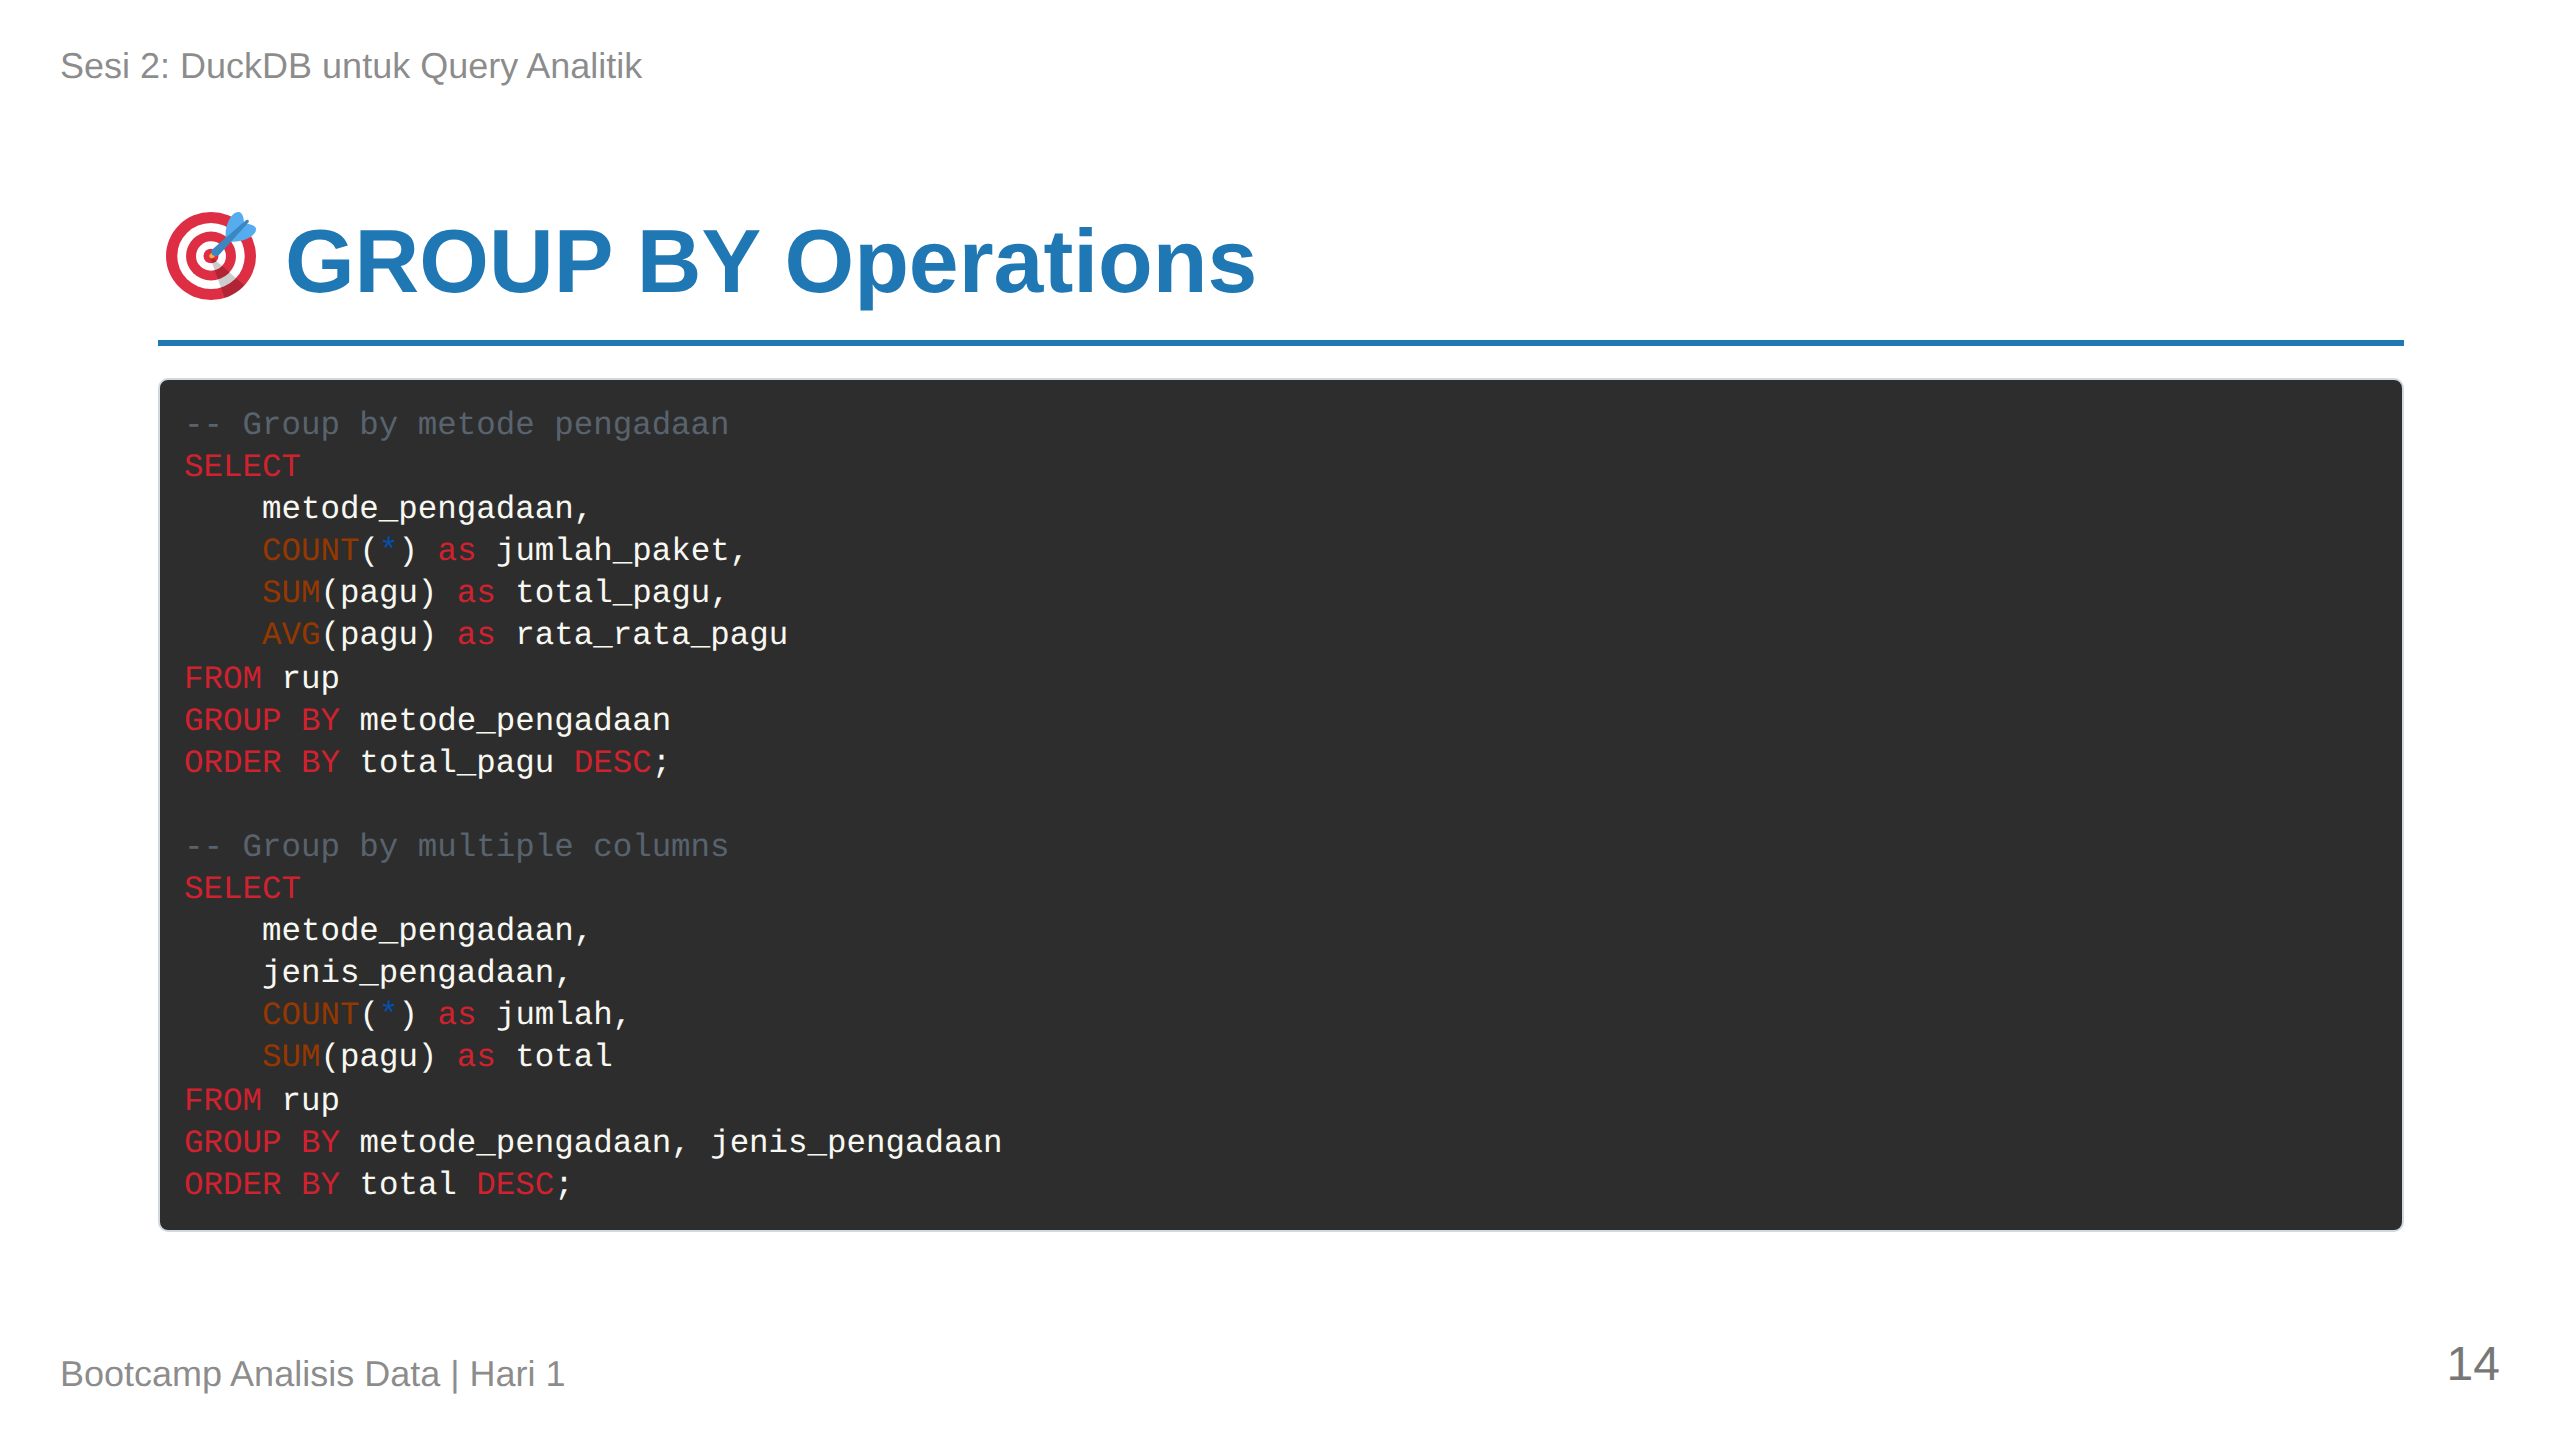 Sesi 2: DuckDB untuk Query Analitik
🎯 GROUP BY Operations
-- Group by metode pengadaan
SELECT
    metode_pengadaan,
    COUNT(*) as jumlah_paket,
    SUM(pagu) as total_pagu,
    AVG(pagu) as rata_rata_pagu
FROM rup
GROUP BY metode_pengadaan
ORDER BY total_pagu DESC;

-- Group by multiple columns
SELECT
    metode_pengadaan,
    jenis_pengadaan,
    COUNT(*) as jumlah,
    SUM(pagu) as total
FROM rup
GROUP BY metode_pengadaan, jenis_pengadaan
ORDER BY total DESC;
Bootcamp Analisis Data | Hari 1
14